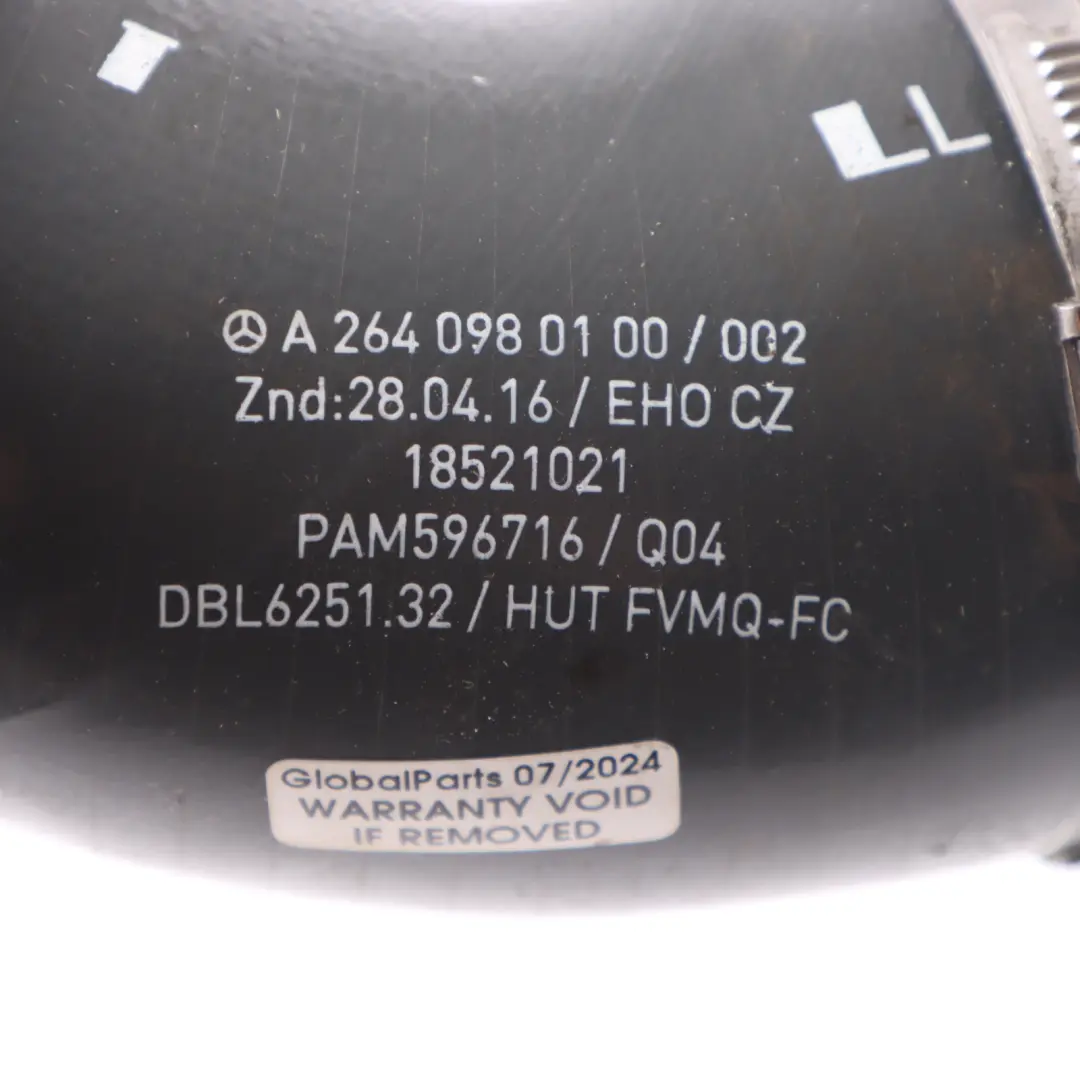 LL
A 264 098 01 00 / 002
Znd:28.04.16 / EHO CZ
18521021
PAM596716 / Q04
DBL6251.32 / HUT FVMQ-FC
GlobalParts 07/2024
WARRANTY VOID
IF REMOVED